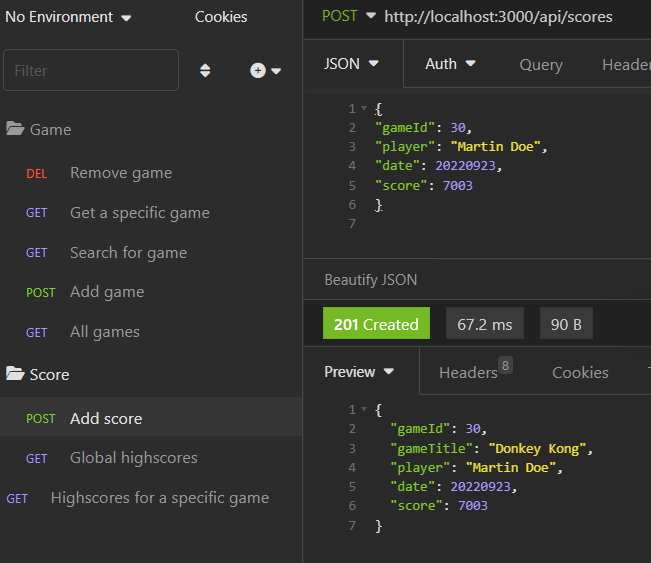 No Environment
Cookies
Filter
Game
DEL Remove game
GET Get a specific game
GET Search for game
POST Add game
GET All games
Score
POST Add score
GET Global highscores
GET Highscores for a specific game
POST http://localhost:3000/api/scores
JSON Auth Query Header
1 {
2 "gameId": 30,
3 "player": "Martin Doe",
4 "date": 20220923,
5 "score": 7003
6 }
7
Beautify JSON
201 Created 67.2 ms 90 B
Preview Headers 8 Cookies
1 {
2 "gameId": 30,
3 "gameTitle": "Donkey Kong",
4 "player": "Martin Doe",
5 "date": 20220923,
6 "score": 7003
7 }